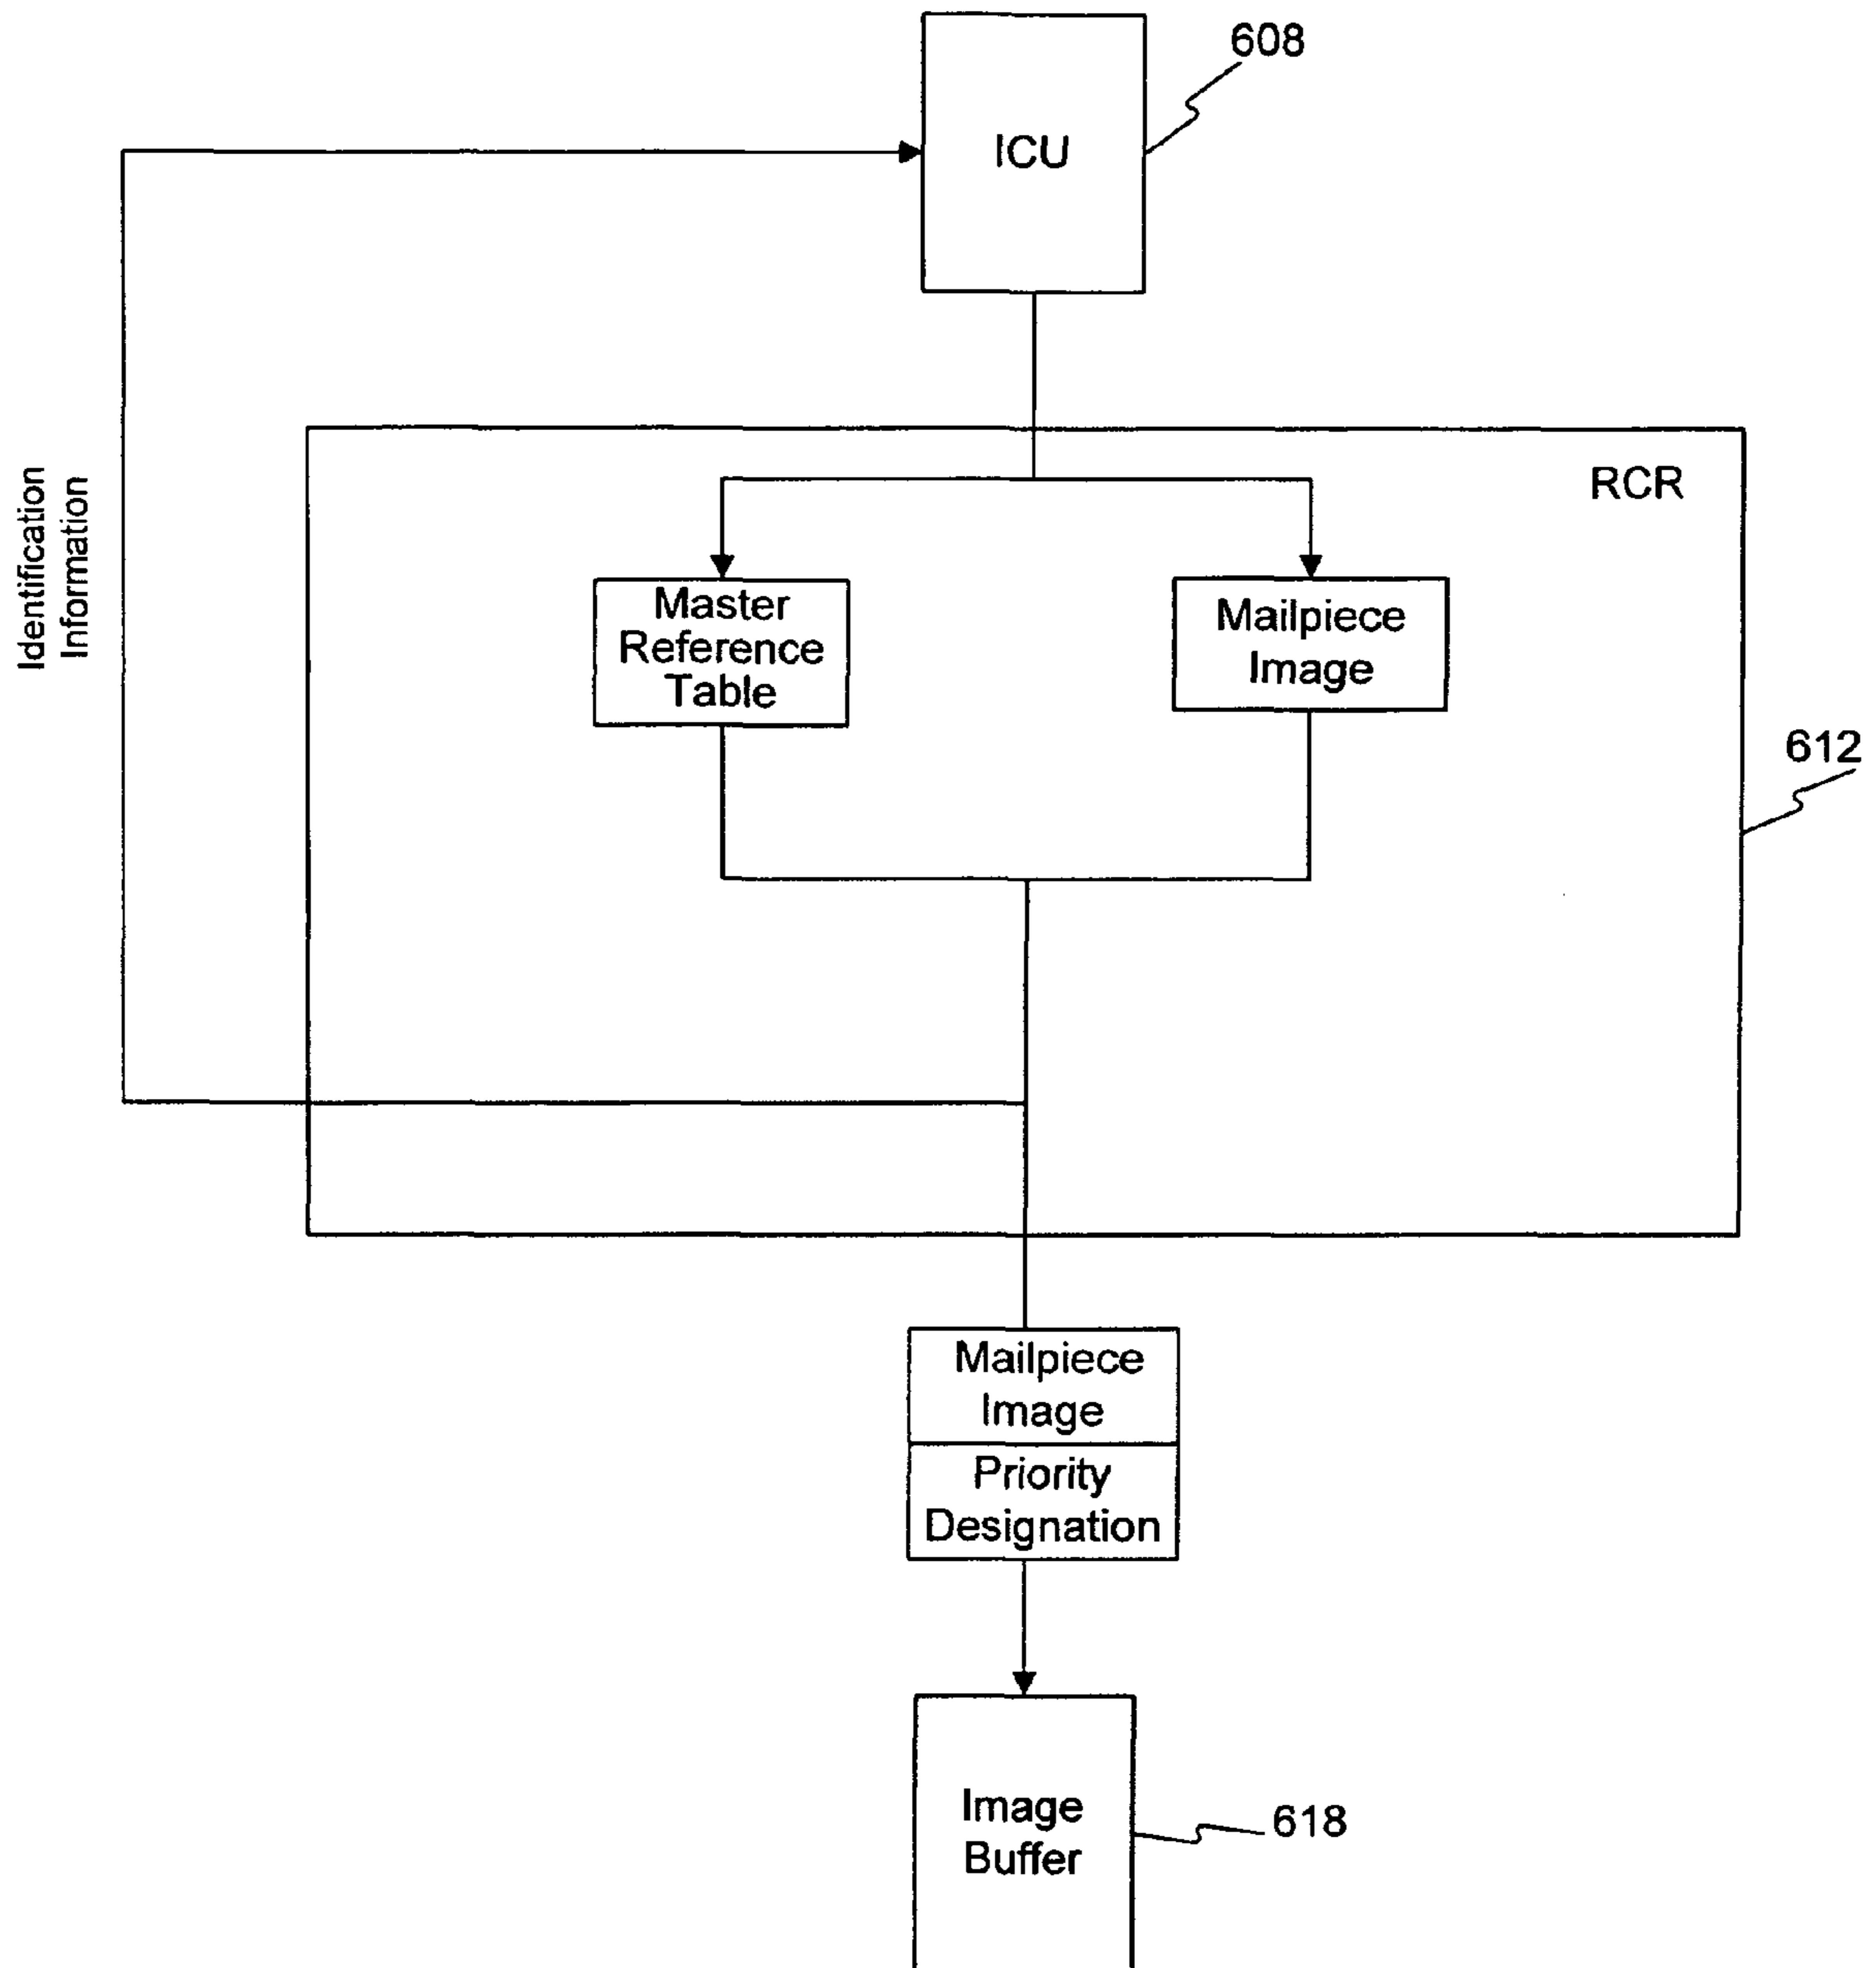 608
ICU
Identification
Information
RCR
Master
Reference
Table
Mailpiece
Image
612
Mailpiece
Image
Priority
Designation
Image
Buffer
618